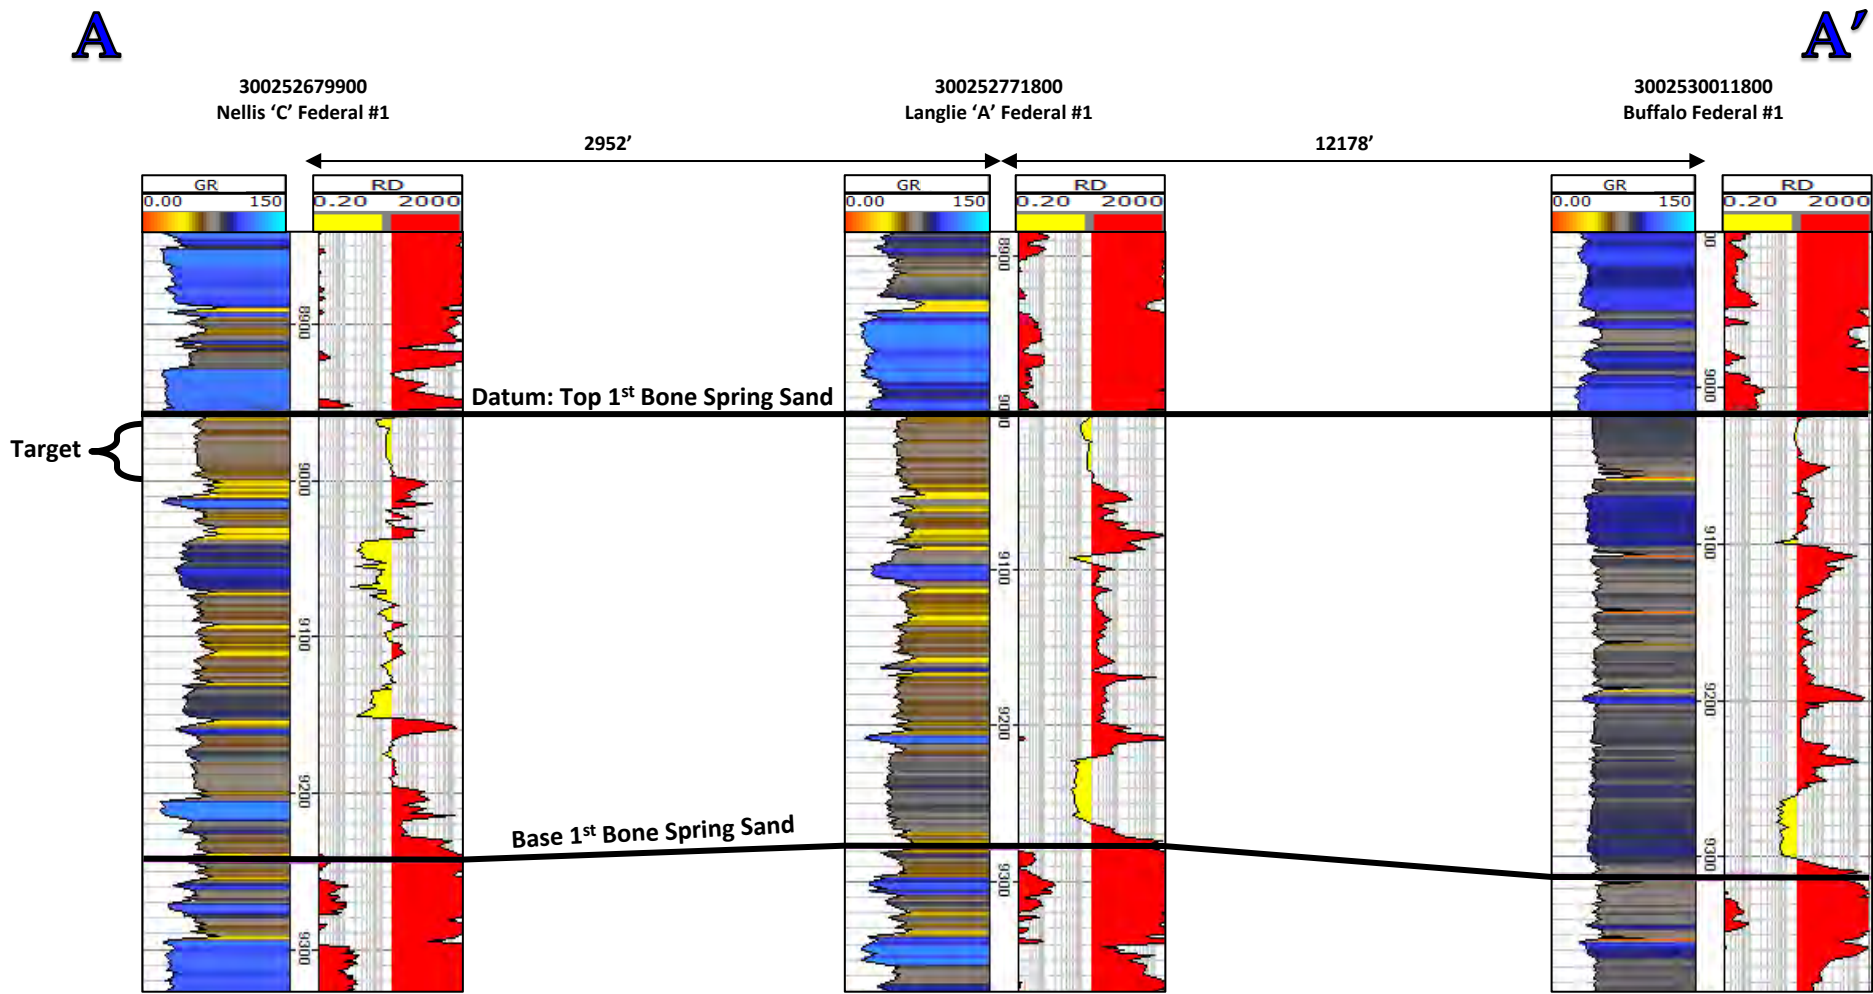 A
A′
300252679900
Nellis ‘C’ Federal #1
300252771800
Langlie ‘A’ Federal #1
3002530011800
Buffalo Federal #1
2952’
12178’
GR
0.00 150
RD
0.20 2000
GR
0.00 150
RD
0.20 2000
GR
0.00 150
RD
0.20 2000
8900
9000
9100
9200
9300
8900
9000
9100
9200
9300
00
9000
9100
9200
9300
Datum: Top 1st Bone Spring Sand
Target
Base 1st Bone Spring Sand